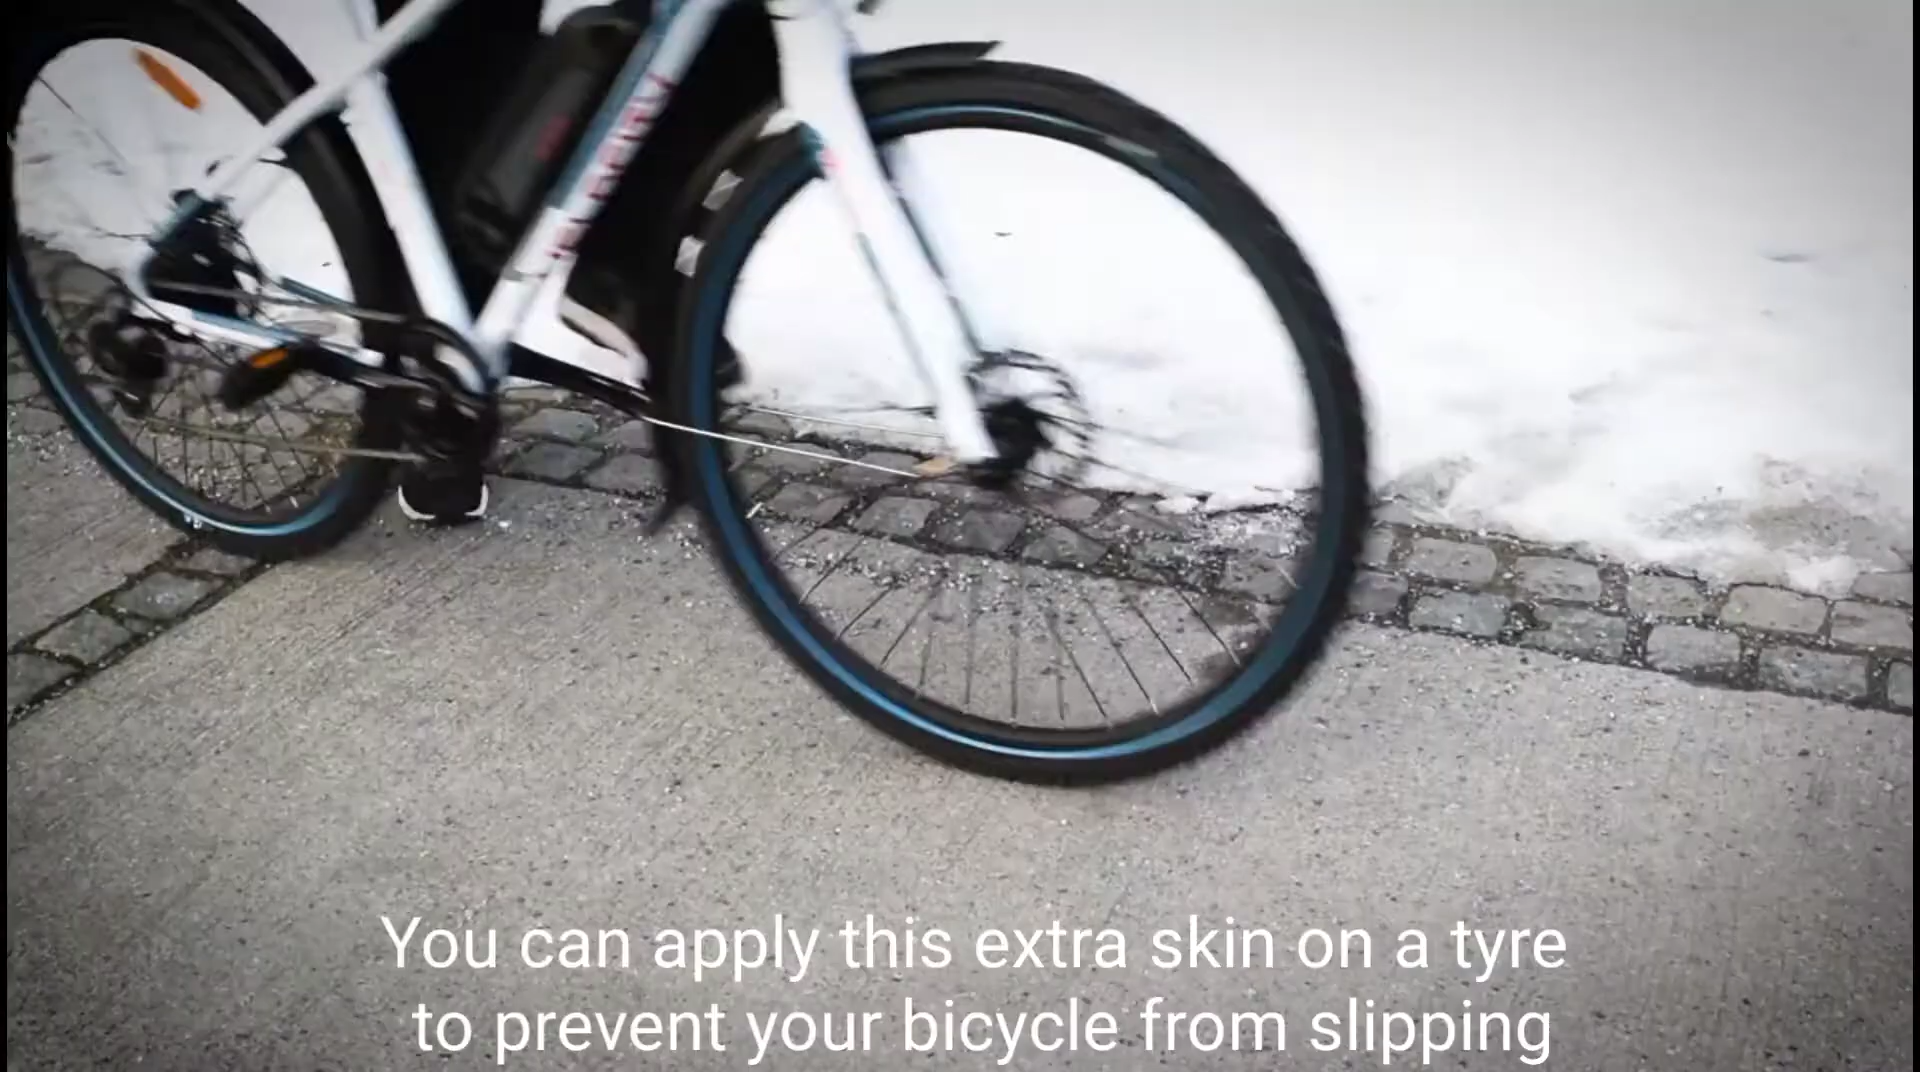 You can apply this extra skin on a tyre
to prevent your bicycle from slipping